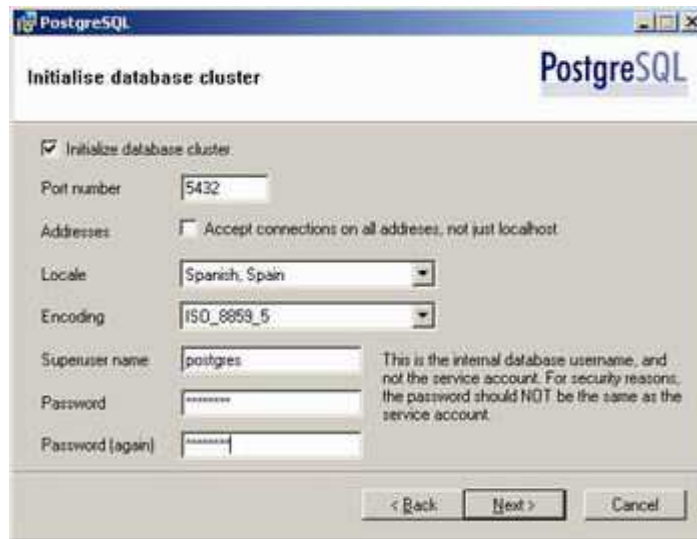 PostgreSQL
Initialise database cluster
PostgreSQL
Initialize database cluster
Port number
5432
Addresses
Accept connections on all addreses, not just localhost
Locale
Spanish, Spain
Encoding
ISO_8859_5
Superuser name
postgres
This is the internal database username, and
not the service account. For security reasons,
the password should NOT be the same as the
service account.
Password
********
Password (again)
********
< Back
Next >
Cancel